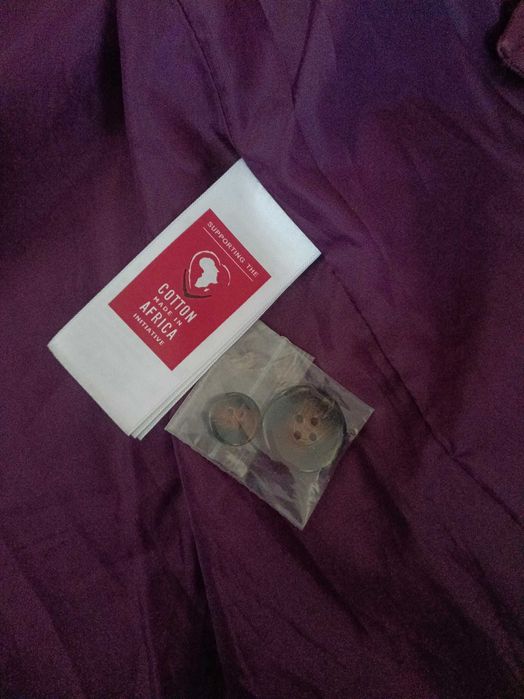 SUPPORTING THE
COTTON
MADE IN
AFRICA
INITIATIVE